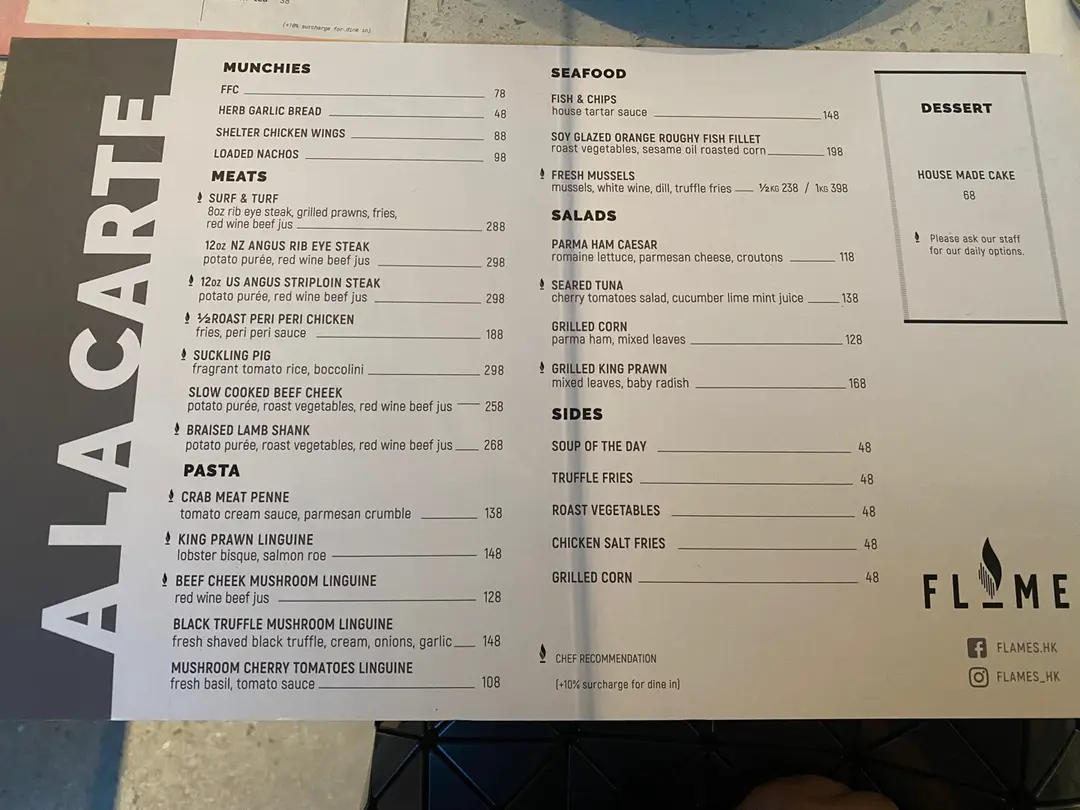 38
(+10% surcharge for dine in)
A LA CARTE
MUNCHIES
FFC 78
HERB GARLIC BREAD 48
SHELTER CHICKEN WINGS 88
LOADED NACHOS 98
MEATS
SURF & TURF
8oz rib eye steak, grilled prawns, fries,
red wine beef jus 288
12oz NZ ANGUS RIB EYE STEAK
potato purée, red wine beef jus 298
12oz US ANGUS STRIPLOIN STEAK
potato purée, red wine beef jus 298
½ROAST PERI PERI CHICKEN
fries, peri peri sauce 188
SUCKLING PIG
fragrant tomato rice, boccolini 298
SLOW COOKED BEEF CHEEK
potato purée, roast vegetables, red wine beef jus 258
BRAISED LAMB SHANK
potato purée, roast vegetables, red wine beef jus 268
PASTA
CRAB MEAT PENNE
tomato cream sauce, parmesan crumble 138
KING PRAWN LINGUINE
lobster bisque, salmon roe 148
BEEF CHEEK MUSHROOM LINGUINE
red wine beef jus 128
BLACK TRUFFLE MUSHROOM LINGUINE
fresh shaved black truffle, cream, onions, garlic 148
MUSHROOM CHERRY TOMATOES LINGUINE
fresh basil, tomato sauce 108
SEAFOOD
FISH & CHIPS
house tartar sauce 148
SOY GLAZED ORANGE ROUGHY FISH FILLET
roast vegetables, sesame oil roasted corn 198
FRESH MUSSELS
mussels, white wine, dill, truffle fries ½KG 238 / 1KG 398
SALADS
PARMA HAM CAESAR
romaine lettuce, parmesan cheese, croutons 118
SEARED TUNA
cherry tomatoes salad, cucumber lime mint juice 138
GRILLED CORN
parma ham, mixed leaves 128
GRILLED KING PRAWN
mixed leaves, baby radish 168
SIDES
SOUP OF THE DAY 48
TRUFFLE FRIES 48
ROAST VEGETABLES 48
CHICKEN SALT FRIES 48
GRILLED CORN 48
CHEF RECOMMENDATION
(+10% surcharge for dine in)
DESSERT
HOUSE MADE CAKE
68
Please ask our staff
for our daily options.
FLAME
FLAMES.HK
FLAMES_HK